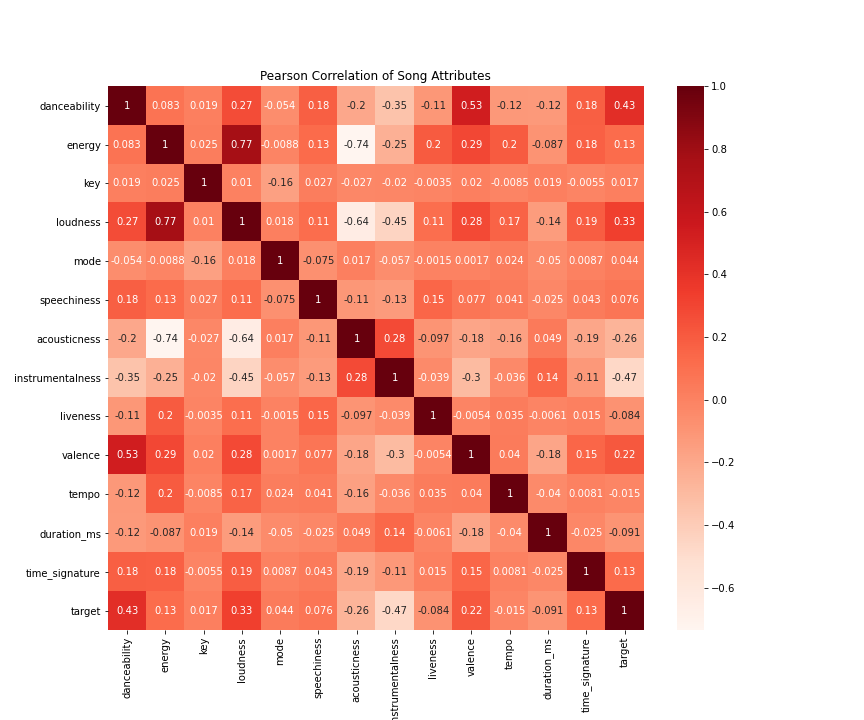 Pearson Correlation of Song Attributes
danceability 1 0.083 0.019 0.27 -0.054 0.18 -0.2 -0.35 -0.11 0.53 -0.12 -0.12 0.18 0.43
energy 0.083 1 0.025 0.77 -0.0088 0.13 -0.74 -0.25 0.2 0.29 0.2 -0.087 0.18 0.13
key 0.019 0.025 1 0.01 -0.16 0.027 -0.027 -0.02 -0.0035 0.02 -0.0085 0.019 -0.0055 0.017
loudness 0.27 0.77 0.01 1 0.018 0.11 -0.64 -0.45 0.11 0.28 0.17 -0.14 0.19 0.33
mode -0.054 -0.0088 -0.16 0.018 1 -0.075 0.017 -0.057 -0.0015 0.0017 0.024 -0.05 0.0087 0.044
speechiness 0.18 0.13 0.027 0.11 -0.075 1 -0.11 -0.13 0.15 0.077 0.041 -0.025 0.043 0.076
acousticness -0.2 -0.74 -0.027 -0.64 0.017 -0.11 1 0.28 -0.097 -0.18 -0.16 0.049 -0.19 -0.26
instrumentalness -0.35 -0.25 -0.02 -0.45 -0.057 -0.13 0.28 1 -0.039 -0.3 -0.036 0.14 -0.11 -0.47
liveness -0.11 0.2 -0.0035 0.11 -0.0015 0.15 -0.097 -0.039 1 -0.0054 0.035 -0.0061 0.015 -0.084
valence 0.53 0.29 0.02 0.28 0.0017 0.077 -0.18 -0.3 -0.0054 1 0.04 -0.18 0.15 0.22
tempo -0.12 0.2 -0.0085 0.17 0.024 0.041 -0.16 -0.036 0.035 0.04 1 -0.04 0.0081 -0.015
duration_ms -0.12 -0.087 0.019 -0.14 -0.05 -0.025 0.049 0.14 -0.0061 -0.18 -0.04 1 -0.025 -0.091
time_signature 0.18 0.18 -0.0055 0.19 0.0087 0.043 -0.19 -0.11 0.015 0.15 0.0081 -0.025 1 0.13
target 0.43 0.13 0.017 0.33 0.044 0.076 -0.26 -0.47 -0.084 0.22 -0.015 -0.091 0.13 1
danceability
energy
key
loudness
mode
speechiness
acousticness
nstrumentalness
liveness
valence
tempo
duration_ms
time_signature
target
1.0
0.8
0.6
0.4
0.2
0.0
−0.2
−0.4
−0.6